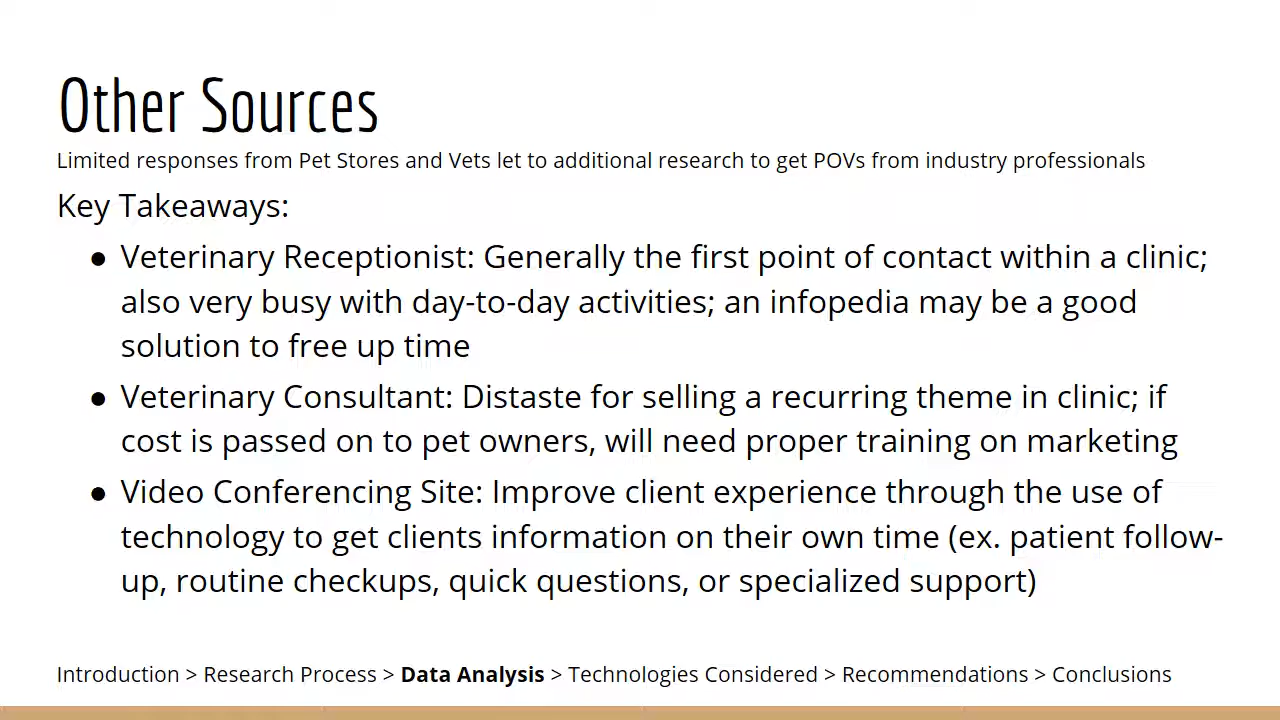 Other Sources
Limited responses from Pet Stores and Vets let to additional research to get POVs from industry professionals
Key Takeaways:
● Veterinary Receptionist: Generally the first point of contact within a clinic;
also very busy with day-to-day activities; an infopedia may be a good
solution to free up time
● Veterinary Consultant: Distaste for selling a recurring theme in clinic; if
cost is passed on to pet owners, will need proper training on marketing
● Video Conferencing Site: Improve client experience through the use of
technology to get clients information on their own time (ex. patient follow-
up, routine checkups, quick questions, or specialized support)
Introduction > Research Process > Data Analysis > Technologies Considered > Recommendations > Conclusions